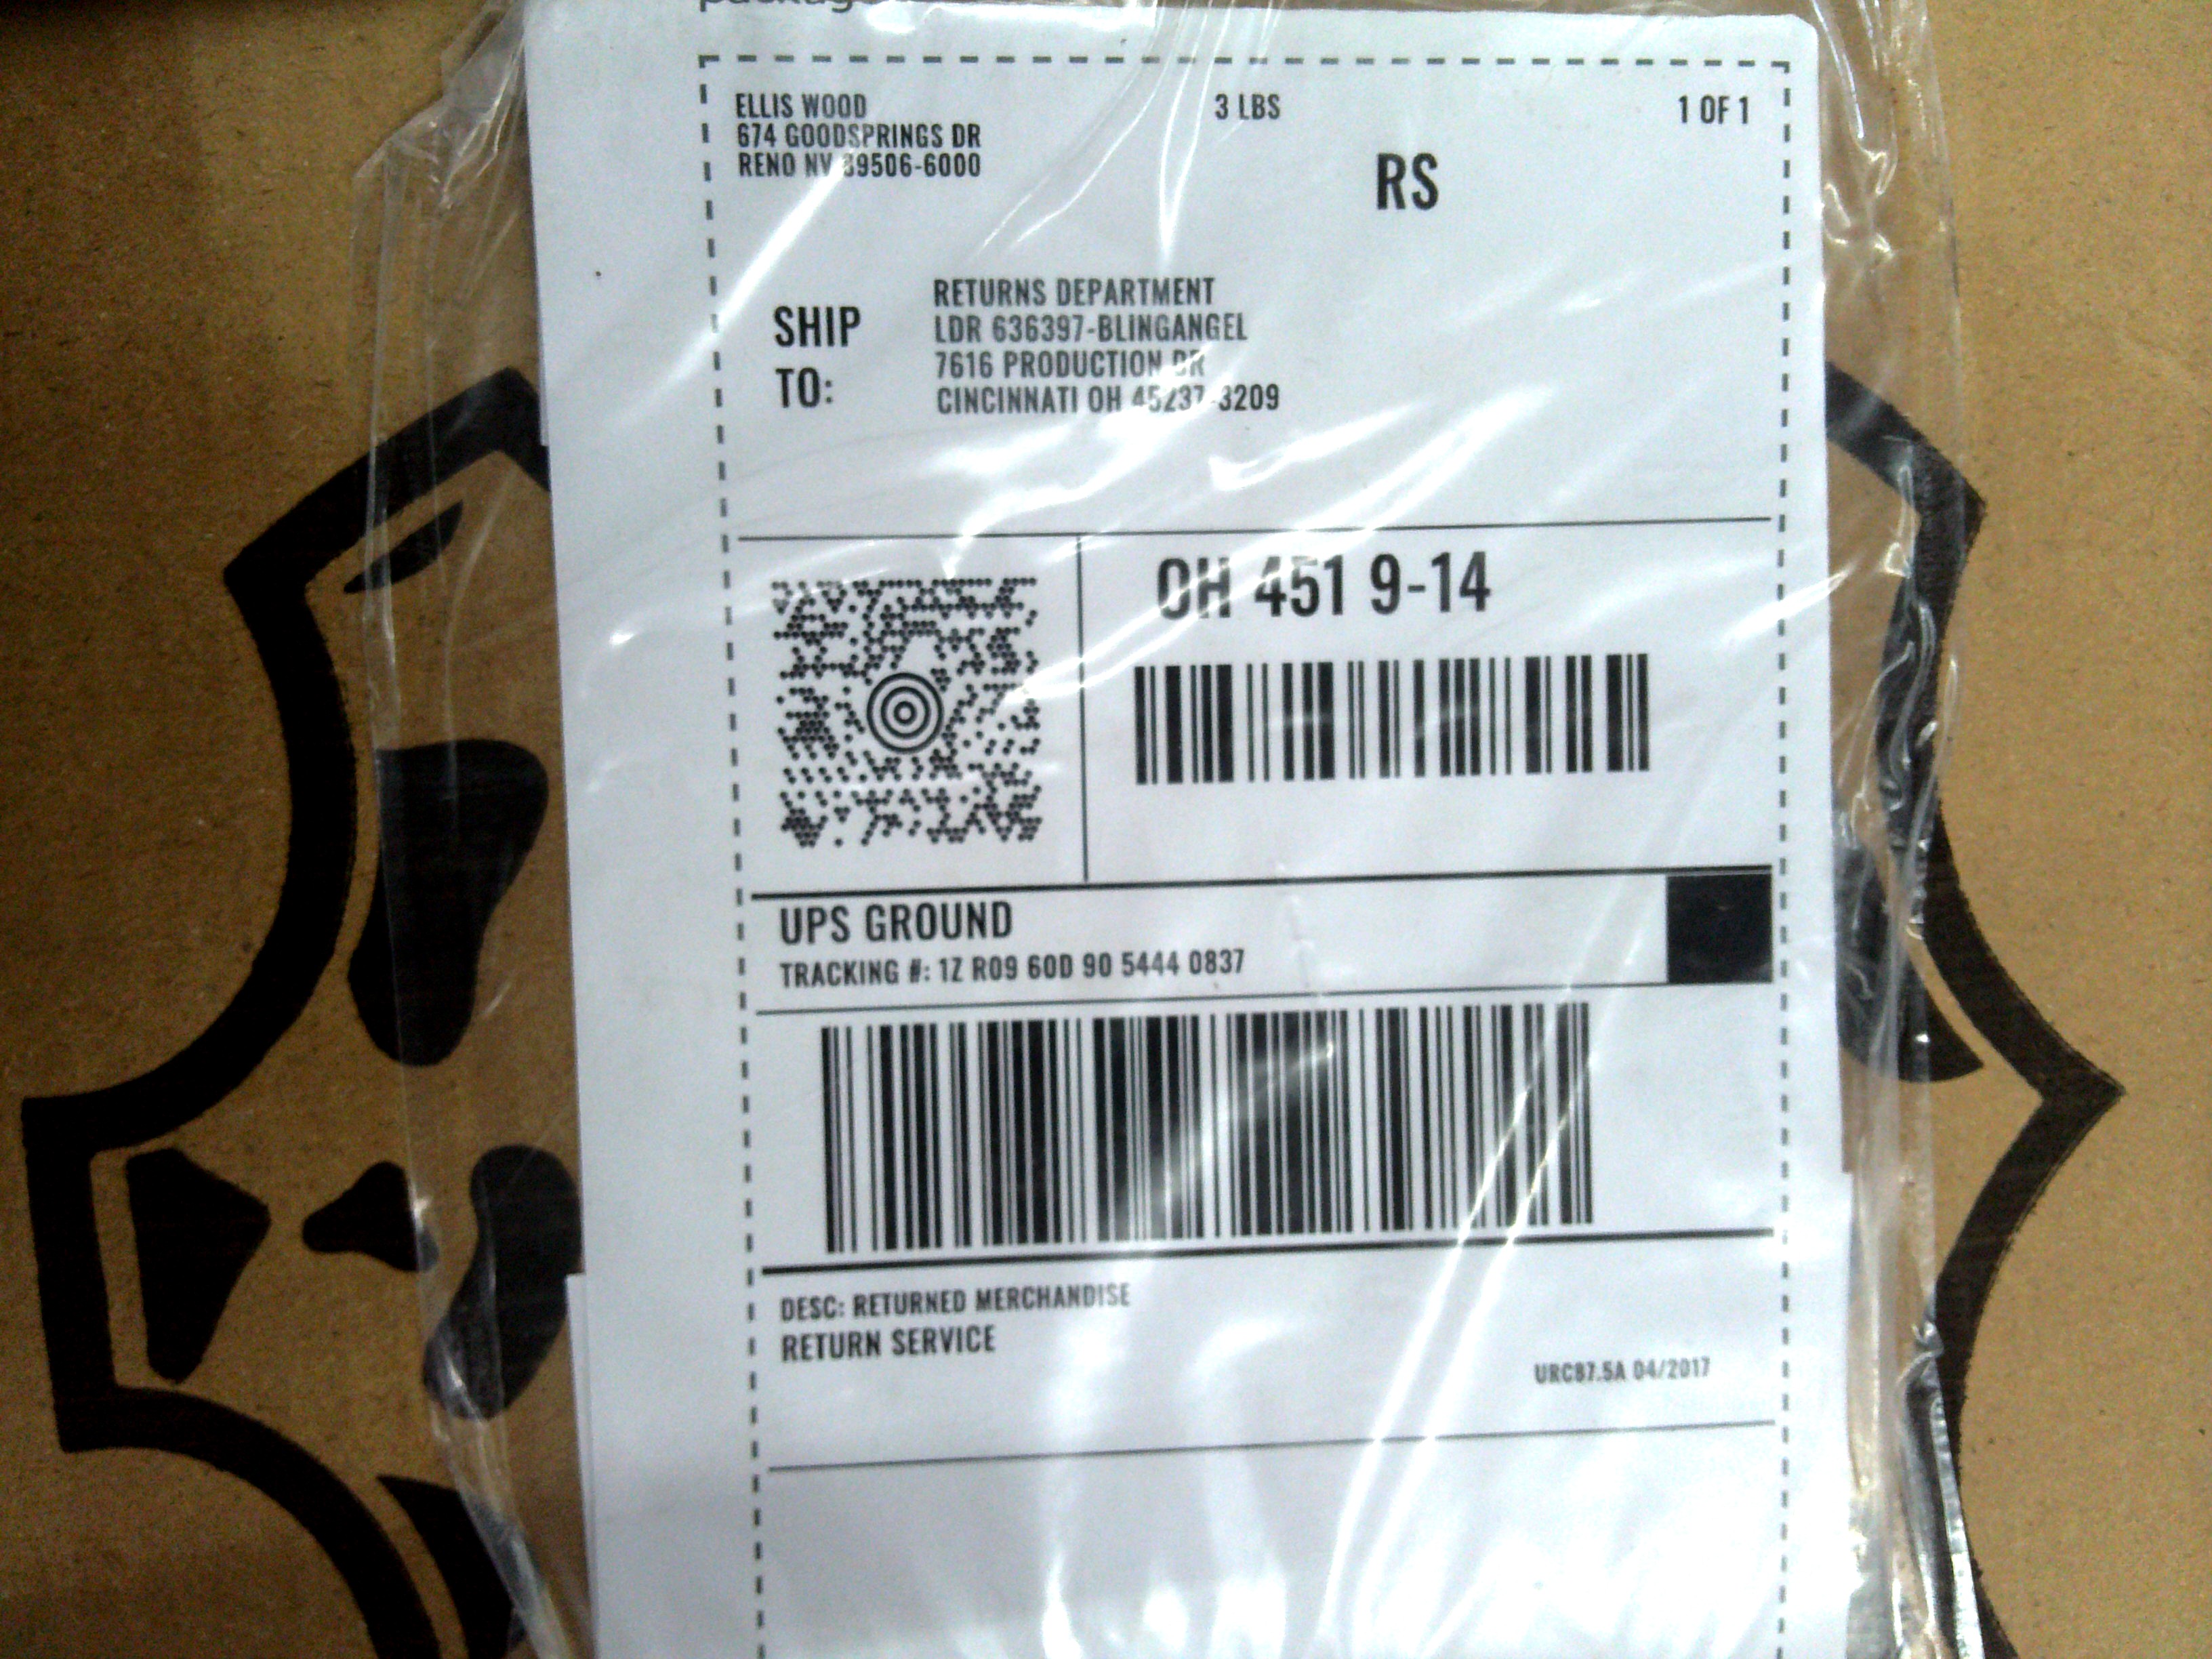 ELLIS WOOD
674 GOODSPRINGS DR
RENO NV 89506-6000
3 LBS
1 OF 1
RS
SHIP
TO:
RETURNS DEPARTMENT
LDR 636397-BLINGANGEL
7616 PRODUCTION DR
CINCINNATI OH 45237-3209
OH 451 9-14
UPS GROUND
TRACKING #: 1Z R09 60D 90 5444 0837
DESC: RETURNED MERCHANDISE
RETURN SERVICE
URC87.5A 04/2017